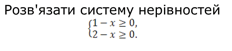 Розв'язати систему нерівностей
{1 − x ≥ 0,
{2 − x ≥ 0.